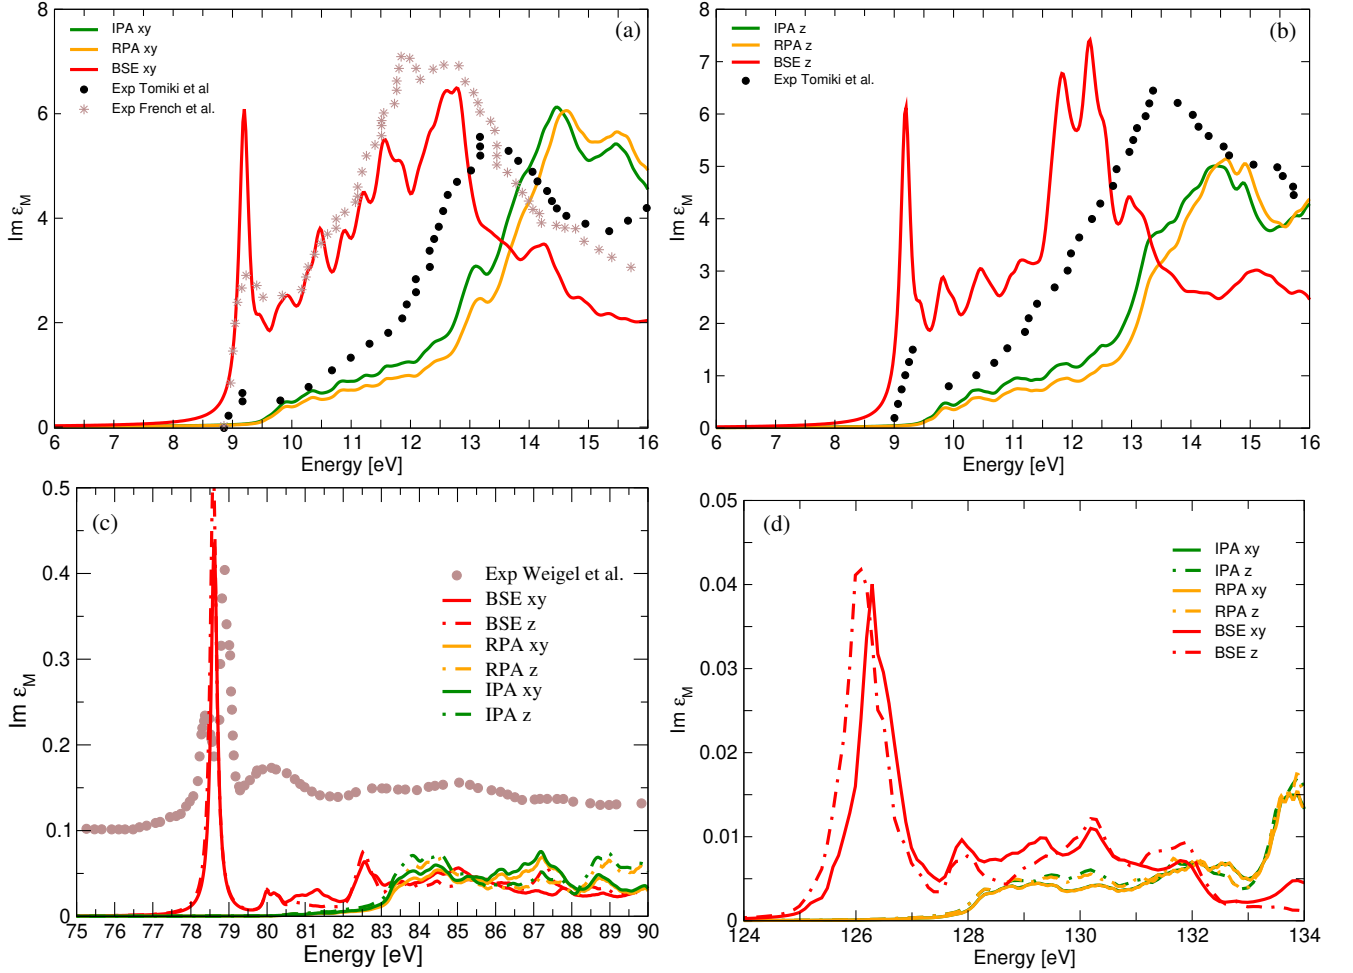 (a)
IPA xy
RPA xy
BSE xy
Exp Tomiki et al
Exp French et al.
8
6
4
2
0
Im εM
6 7 8 9 10 11 12 13 14 15 16
Energy [eV]
(b)
IPA z
RPA z
BSE z
Exp Tomiki et al.
8
7
6
5
4
3
2
1
0
Im εM
6 7 8 9 10 11 12 13 14 15 16
Energy [eV]
(c)
Exp Weigel et al.
BSE xy
BSE z
RPA xy
RPA z
IPA xy
IPA z
0.5
0.4
0.3
0.2
0.1
0
Im εM
75 76 77 78 79 80 81 82 83 84 85 86 87 88 89 90
Energy [eV]
(d)
IPA xy
IPA z
RPA xy
RPA z
BSE xy
BSE z
0.05
0.04
0.03
0.02
0.01
0
Im εM
124 126 128 130 132 134
Energy [eV]